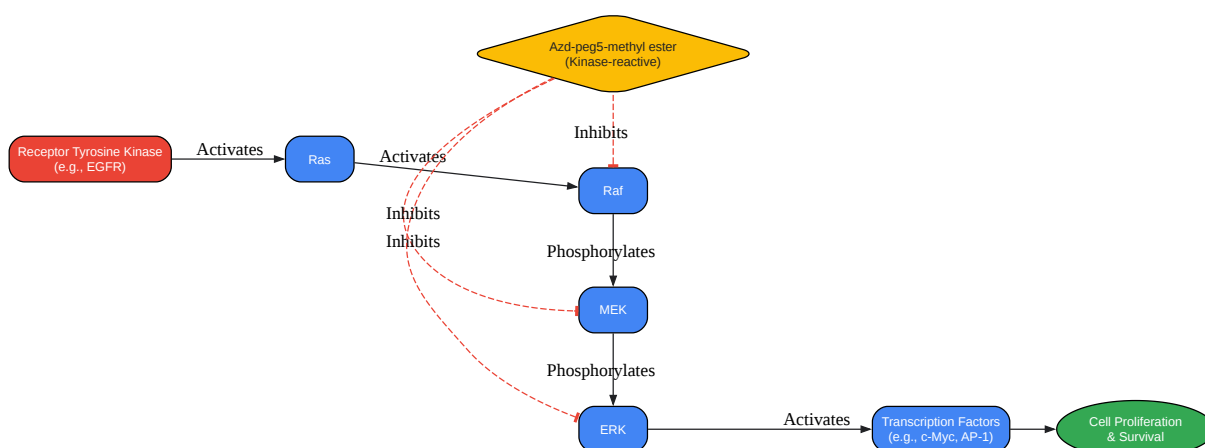 Azd-peg5-methyl ester
(Kinase-reactive)
Inhibits
Receptor Tyrosine Kinase
(e.g., EGFR)
Activates
Ras
Activates
Raf
Inhibits
Inhibits
Phosphorylates
MEK
Phosphorylates
ERK
Activates
Transcription Factors
(e.g., c-Myc, AP-1)
Cell Proliferation
& Survival